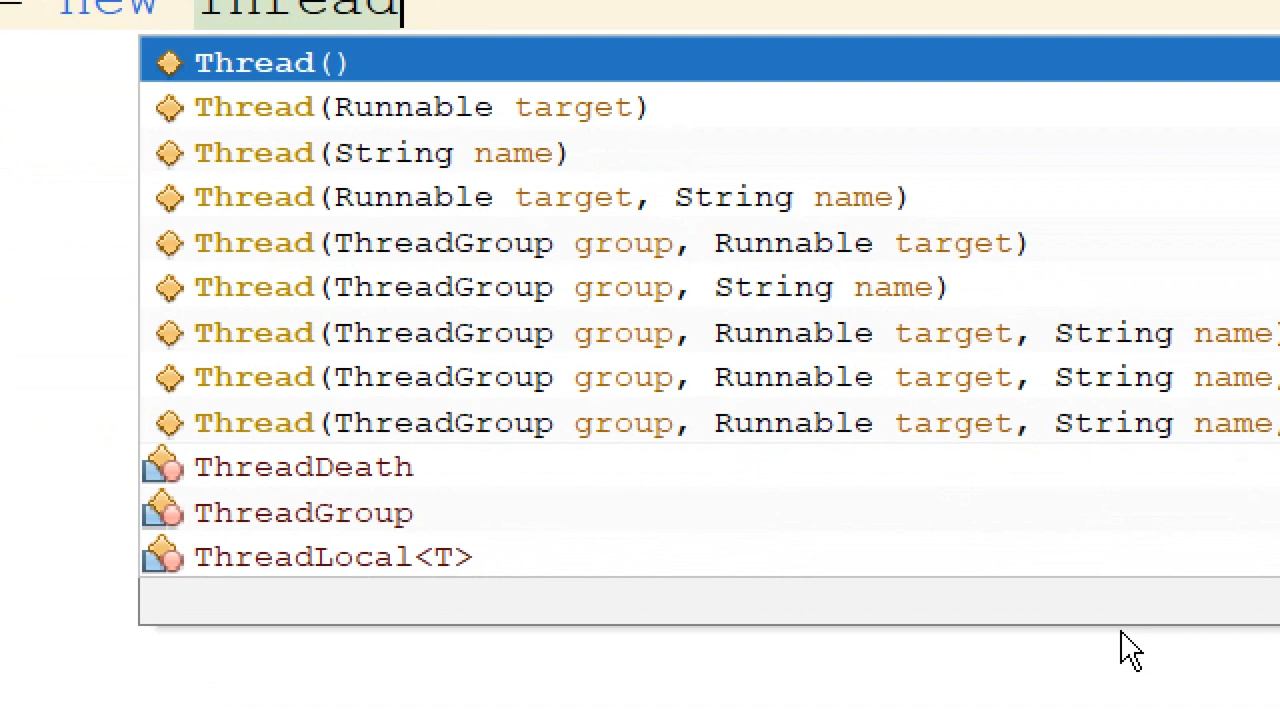 = new Thread
Thread()
Thread(Runnable target)
Thread(String name)
Thread(Runnable target, String name)
Thread(ThreadGroup group, Runnable target)
Thread(ThreadGroup group, String name)
Thread(ThreadGroup group, Runnable target, String name)
Thread(ThreadGroup group, Runnable target, String name,
Thread(ThreadGroup group, Runnable target, String name,
ThreadDeath
ThreadGroup
ThreadLocal<T>